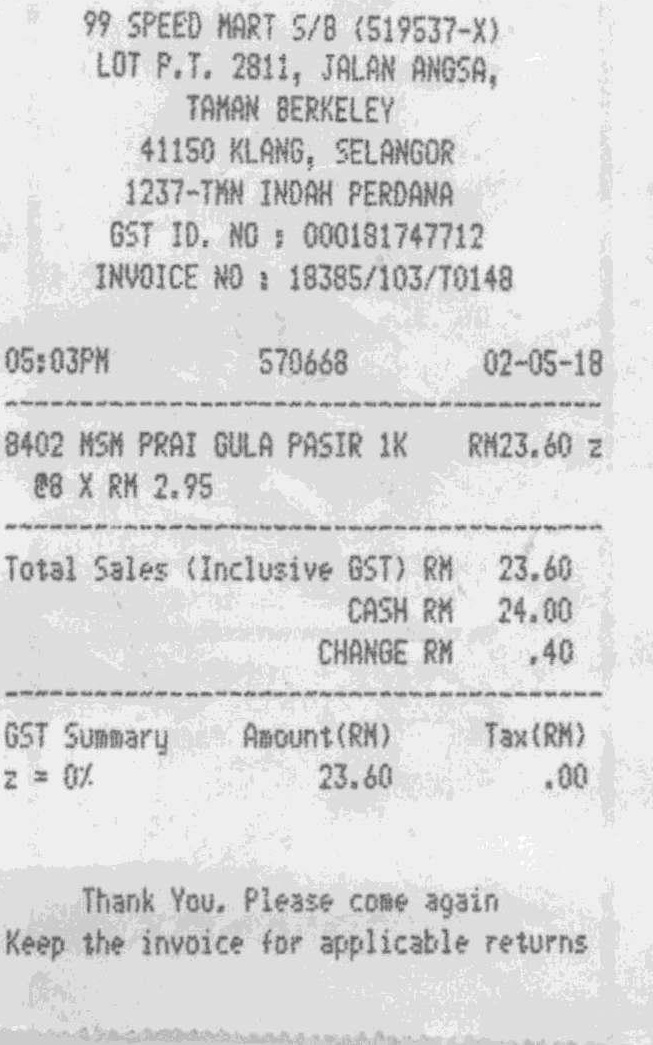 99 SPEED MART S/B (519537-X)
LOT P.T. 2811, JALAN ANGSA,
TAMAN BERKELEY
41150 KLANG, SELANGOR
1237-TMN INDAH PERDANA
GST ID. NO : 000181747712
INVOICE NO : 18385/103/T0148
05:03PM 570668 02-05-18
8402 MSM PRAI GULA PASIR 1K RM23.60 z
@8 X RM 2.95
Total Sales (Inclusive GST) RM 23.60
CASH RM 24.00
CHANGE RM .40
GST Summary Amount(RM) Tax(RM)
z = 0% 23.60 .00
Thank You. Please come again
Keep the invoice for applicable returns